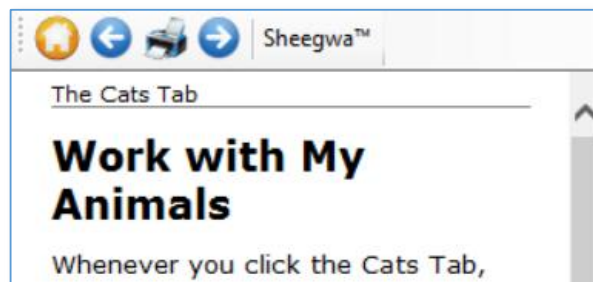 Sheegwa™
The Cats Tab
Work with My
Animals
Whenever you click the Cats Tab,